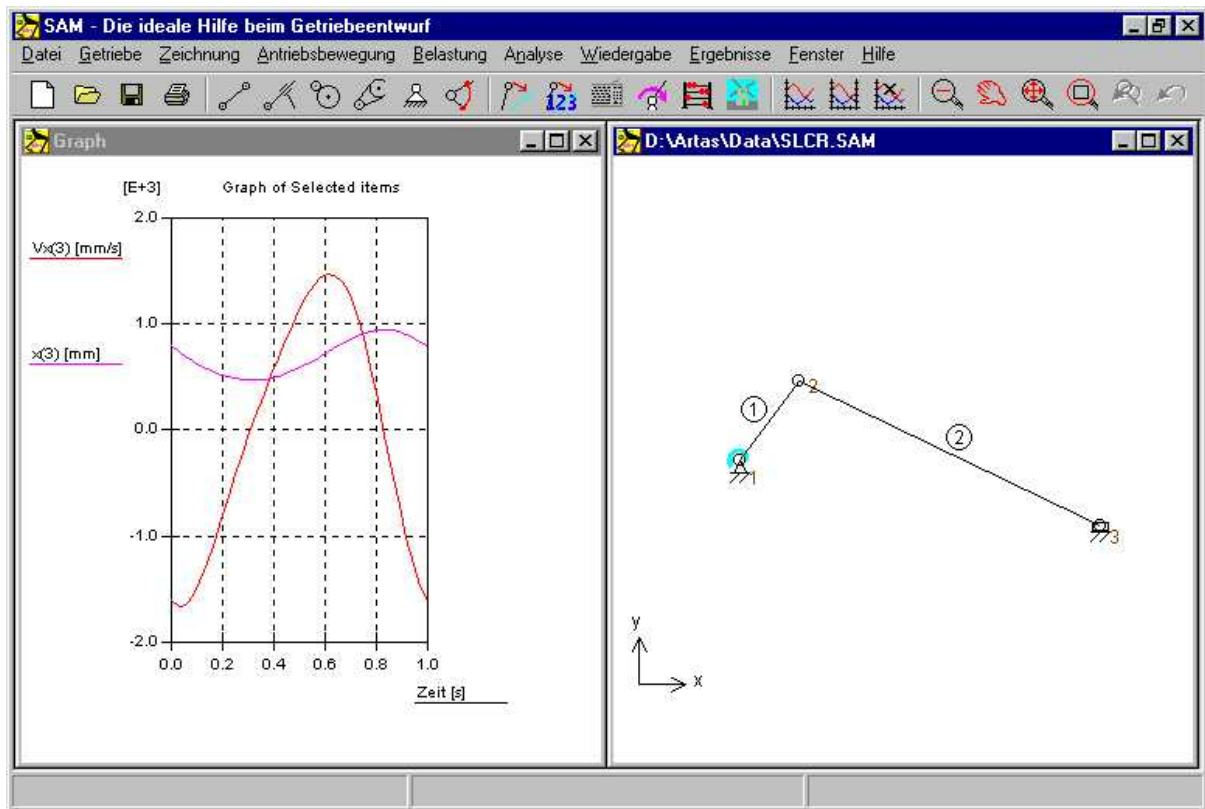 SAM - Die ideale Hilfe beim Getriebeentwurf
Datei Getriebe Zeichnung Antriebsbewegung Belastung Analyse Wiedergabe Ergebnisse Fenster Hilfe
123
Graph
[E+3] Graph of Selected items
2.0
Vx(3) [mm/s]
1.0
x(3) [mm]
0.0
-1.0
-2.0
0.0 0.2 0.4 0.6 0.8 1.0
Zeit [s]
D:\Artas\Data\SLCR.SAM
2
1
2
1
3
y
x